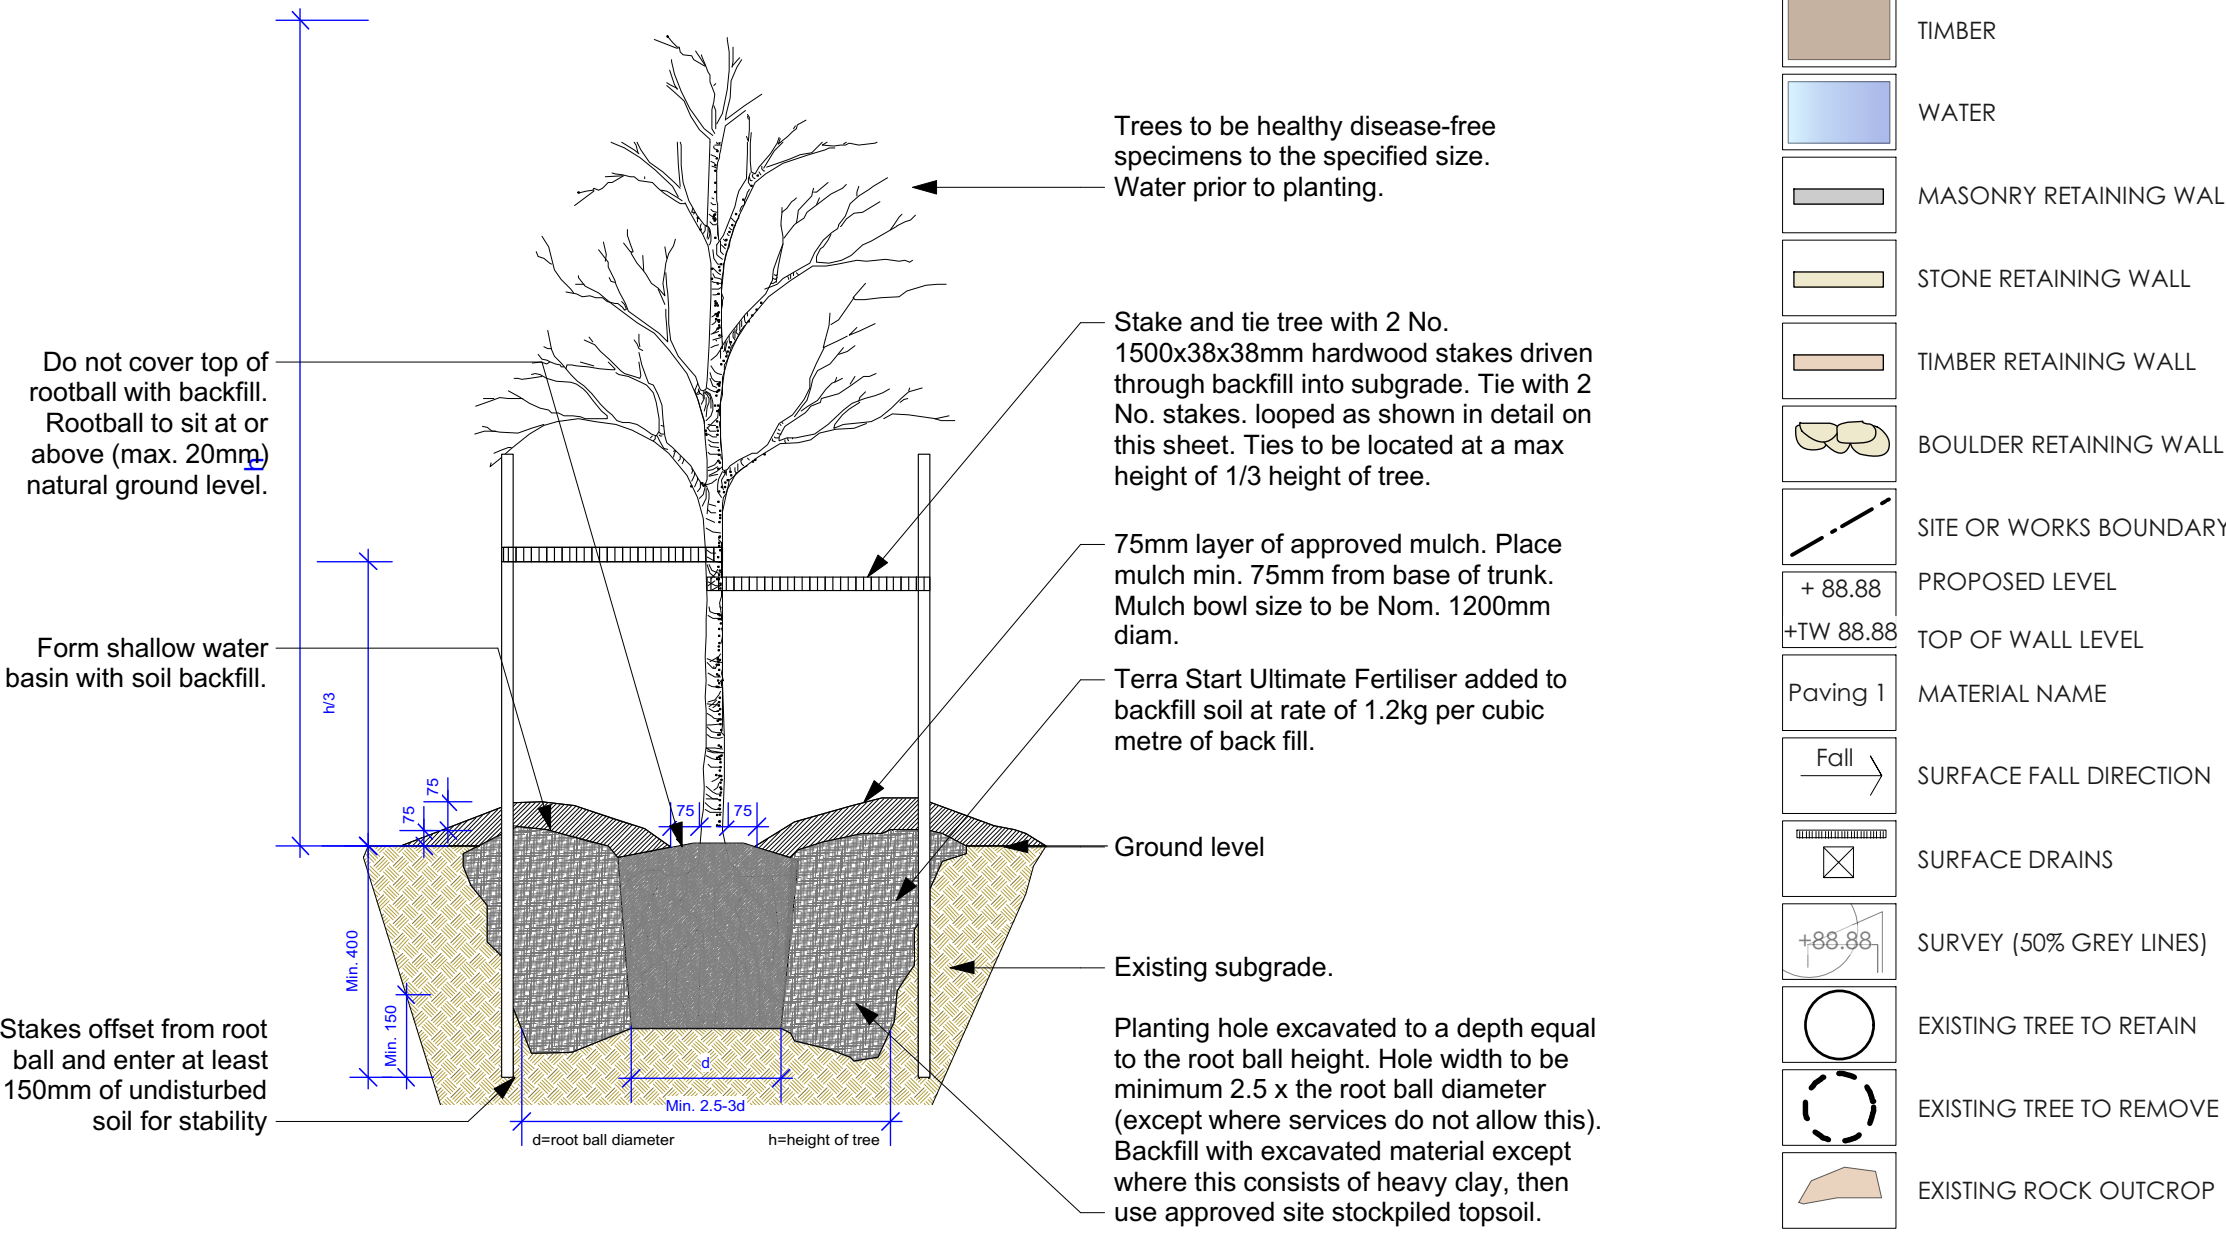 Do not cover top of
rootball with backfill.
Rootball to sit at or
above (max. 20mm)
natural ground level.
h
h/3
Form shallow water
basin with soil backfill.
75
75
75
75
Min. 400
Min. 150
Stakes offset from root
ball and enter at least
150mm of undisturbed
soil for stability
d
Min. 2.5-3d
d=root ball diameter
h=height of tree
Trees to be healthy disease-free
specimens to the specified size.
Water prior to planting.
Stake and tie tree with 2 No.
1500x38x38mm hardwood stakes driven
through backfill into subgrade. Tie with 2
No. stakes. looped as shown in detail on
this sheet. Ties to be located at a max
height of 1/3 height of tree.
75mm layer of approved mulch. Place
mulch min. 75mm from base of trunk.
Mulch bowl size to be Nom. 1200mm
diam.
Terra Start Ultimate Fertiliser added to
backfill soil at rate of 1.2kg per cubic
metre of back fill.
Ground level
Existing subgrade.
Planting hole excavated to a depth equal
to the root ball height. Hole width to be
minimum 2.5 x the root ball diameter
(except where services do not allow this).
Backfill with excavated material except
where this consists of heavy clay, then
use approved site stockpiled topsoil.
TIMBER
WATER
MASONRY RETAINING WAL
STONE RETAINING WALL
TIMBER RETAINING WALL
BOULDER RETAINING WALL
SITE OR WORKS BOUNDARY
+ 88.88 PROPOSED LEVEL
+TW 88.88 TOP OF WALL LEVEL
Paving 1 MATERIAL NAME
Fall SURFACE FALL DIRECTION
SURFACE DRAINS
+88.88 SURVEY (50% GREY LINES)
EXISTING TREE TO RETAIN
EXISTING TREE TO REMOVE
EXISTING ROCK OUTCROP